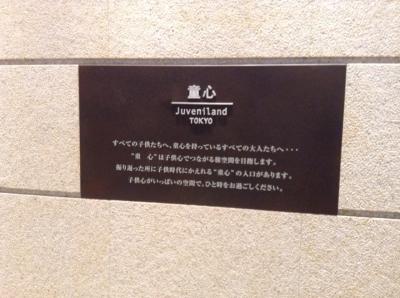 童心
Juveniland
TOKYO
すべての子供たちへ、童心を持っているすべての大人たちへ・・・
“童　心”は子供心でつながる極空間を目指します。
振り返った所に子供時代にかえれる“童心”の入口があります。
子供心がいっぱいの空間で、ひと時をお過ごしください。